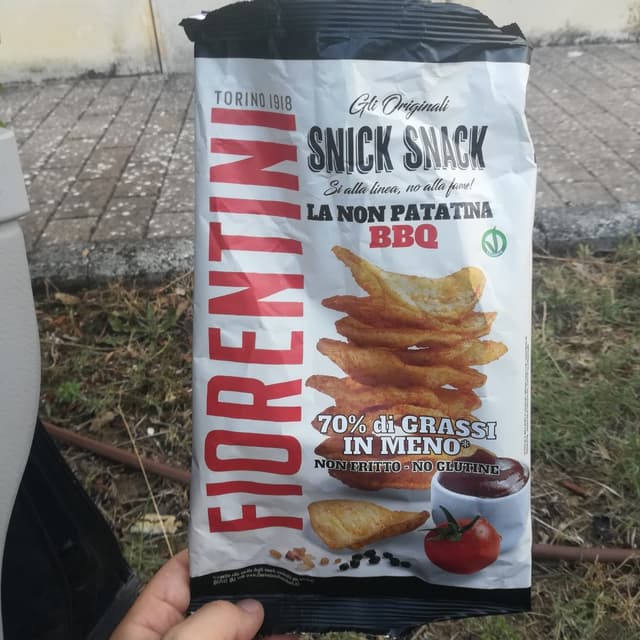 TORINO 1918
FIORENTINI
Gli Originali
SNICK SNACK
Sì alla linea, no alla fame!
LA NON PATATINA
BBQ
70% di GRASSI
IN MENO*
NON FRITTO - NO GLUTINE